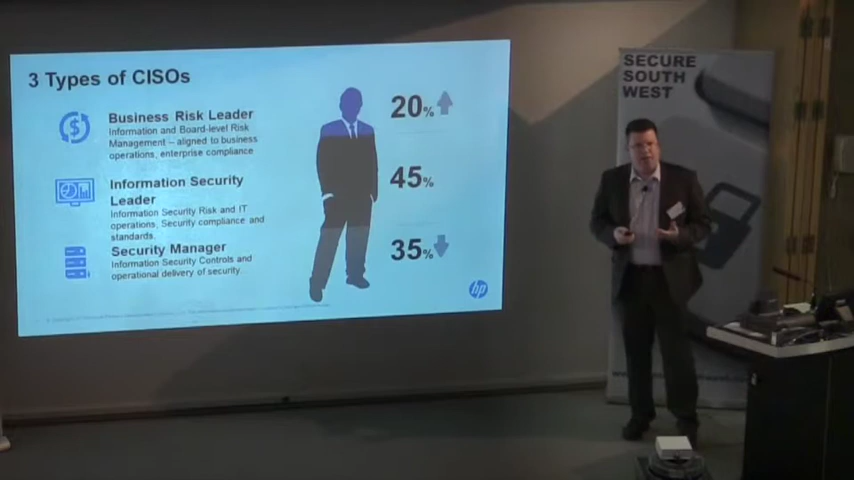 3 Types of CISOs
Business Risk Leader
Information and Board-level Risk
Management – aligned to business
operations, enterprise compliance
20%
Information Security
Leader
Information Security Risk and IT
operations, Security compliance and
standards.
45%
Security Manager
Information Security Controls and
operational delivery of security
35%
hp
SECURE
SOUTH
WEST